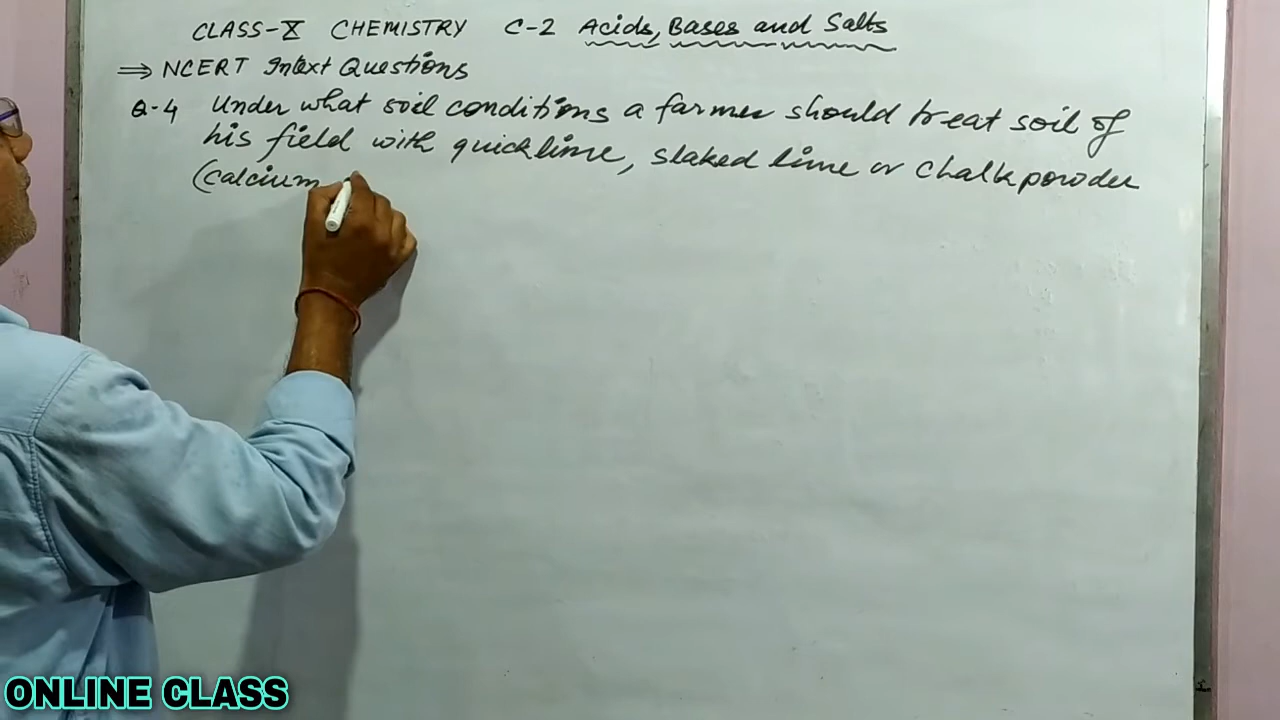 CLASS-X CHEMISTRY C-2 Acids, Bases and Salts
⇒ NCERT Intext Questions
Q-4 Under what soil conditions a farmer should treat soil of
his field with quicklime, slaked lime or chalk powder
(calcium
ONLINE CLASS